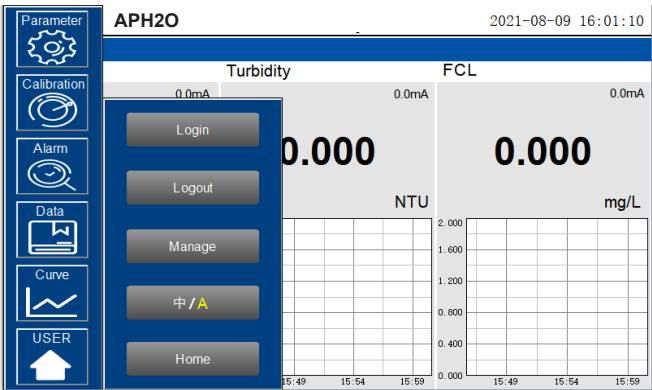 Parameter
APH2O
2021-08-09 16:01:10
Turbidity
FCL
Calibration
0.0mA
0.0mA
0.0mA
Login
0.000
0.000
Alarm
Logout
NTU
mg/L
Data
2.000
Manage
1.600
Curve
1.200
中/A
0.800
USER
0.400
Home
0.000
15:49
15:54
15:59
15:49
15:54
15:59